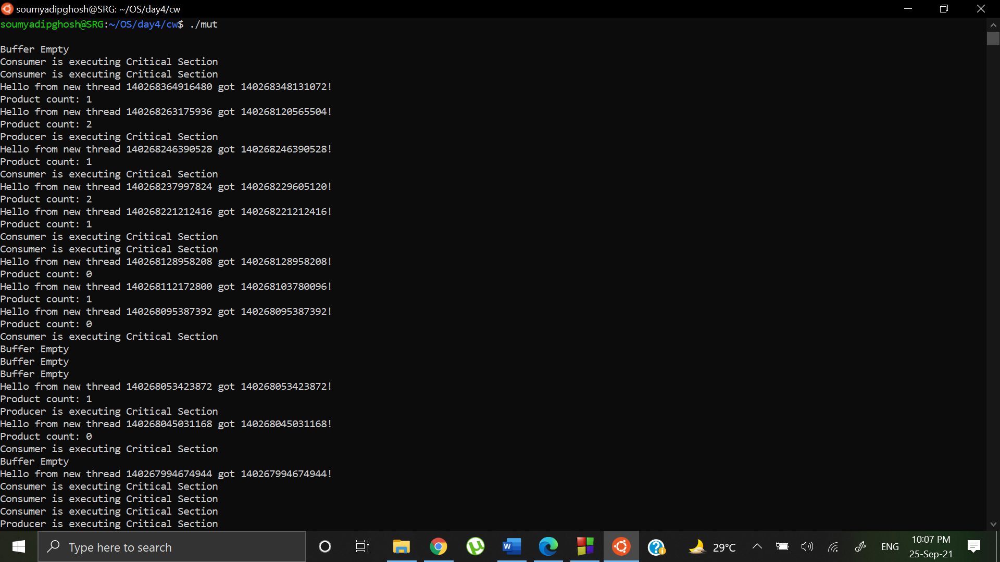 soumyadipghosh@SRG: ~/OS/day4/cw
soumyadipghosh@SRG:~/OS/day4/cw$ ./mut
Buffer Empty
Consumer is executing Critical Section
Consumer is executing Critical Section
Hello from new thread 140268364916480 got 140268348131072!
Product count: 1
Hello from new thread 140268263175936 got 140268120565504!
Product count: 2
Producer is executing Critical Section
Hello from new thread 140268246390528 got 140268246390528!
Product count: 1
Consumer is executing Critical Section
Hello from new thread 140268237997824 got 140268229605120!
Product count: 2
Hello from new thread 140268221212416 got 140268221212416!
Product count: 1
Consumer is executing Critical Section
Consumer is executing Critical Section
Hello from new thread 140268128958208 got 140268128958208!
Product count: 0
Hello from new thread 140268112172800 got 140268103780096!
Product count: 1
Hello from new thread 140268095387392 got 140268095387392!
Product count: 0
Consumer is executing Critical Section
Buffer Empty
Buffer Empty
Buffer Empty
Hello from new thread 140268053423872 got 140268053423872!
Product count: 1
Producer is executing Critical Section
Hello from new thread 140268045031168 got 140268045031168!
Product count: 0
Consumer is executing Critical Section
Buffer Empty
Hello from new thread 140267994674944 got 140267994674944!
Consumer is executing Critical Section
Consumer is executing Critical Section
Consumer is executing Critical Section
Producer is executing Critical Section
Type here to search
29°C
ENG
10:07 PM
25-Sep-21